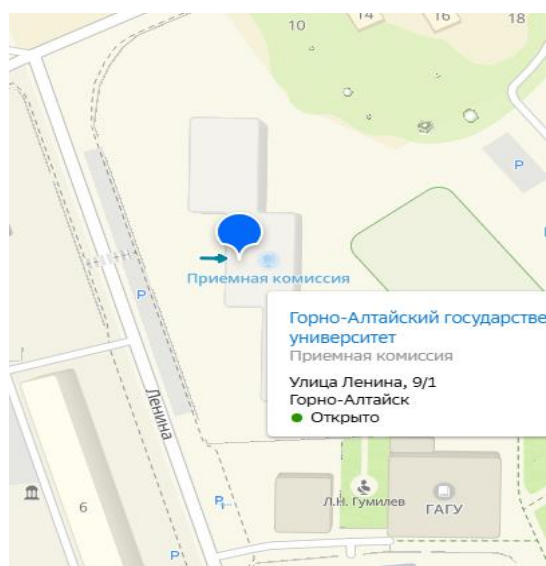 10
14
16
18
P
Приемная комиссия
P
Горно-Алтайский государстве
университет
Приемная комиссия
Улица Ленина, 9/1
Горно-Алтайск
Открыто
Ленина
Л.Н. Гумилев
ГАГУ
6
P...
P